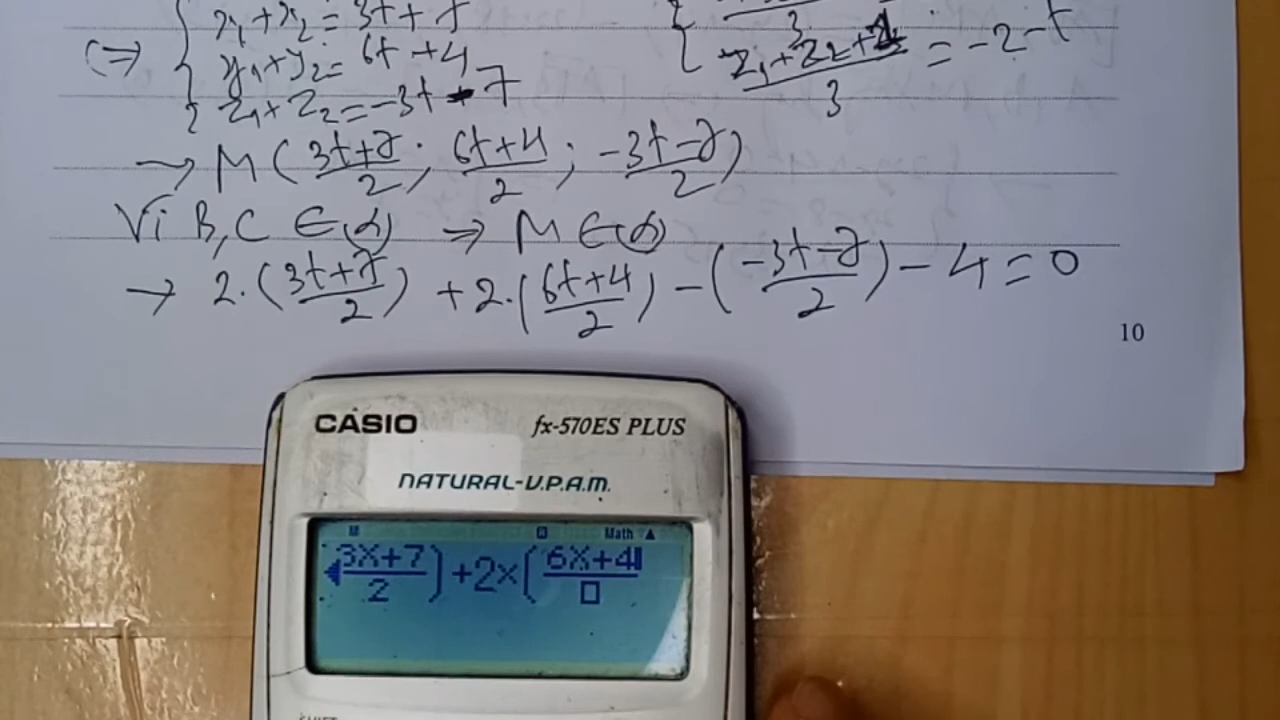 (=> { x₁+x₂ = 3t+7
y₁+y₂ = 6t+4
z₁+z₂ = -3t-7
3
(z₁+z₂+1)/3 = -2-t
→ M((3t+7)/2; (6t+4)/2; (-3t-7)/2)
Vì B,C ∈(α) → M∈(α)
→ 2.((3t+7)/2) + 2.((6t+4)/2) - ((-3t-7)/2) - 4 = 0
10
CASIO fx-570ES PLUS
NATURAL-V.P.A.M.
M D Math ▲
◀(3X+7)/2)+2×((6X+4)/□